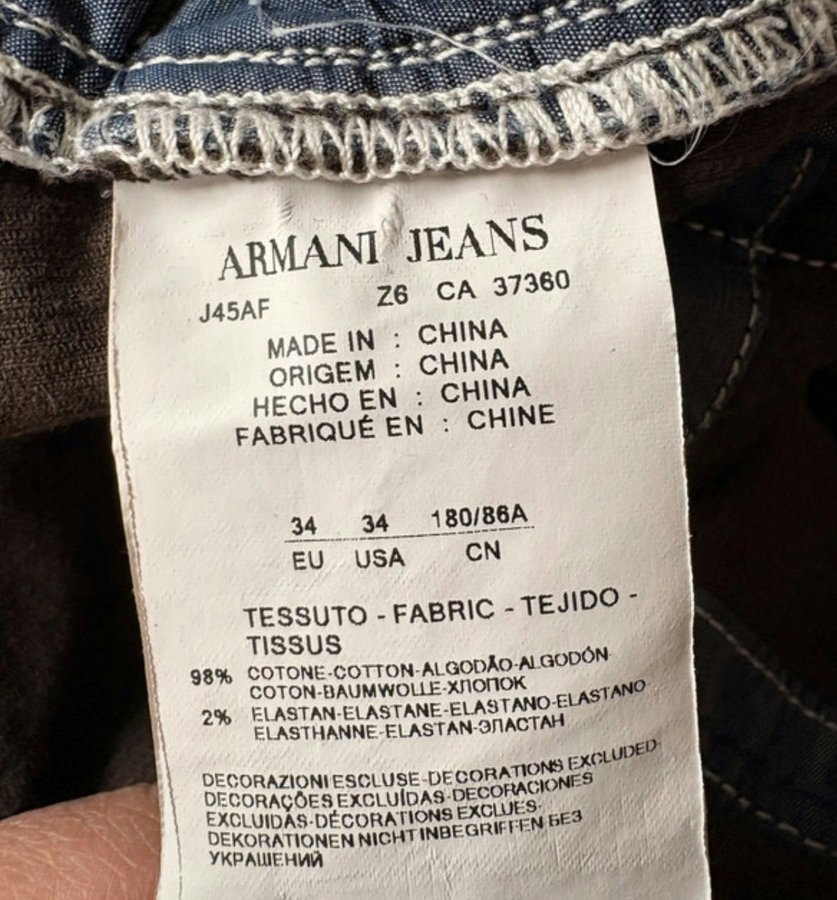 ARMANI JEANS
J45AF Z6 CA 37360
MADE IN : CHINA
ORIGEM : CHINA
HECHO EN : CHINA
FABRIQUÉ EN : CHINE
34 34 180/86A
EU USA CN
TESSUTO - FABRIC - TEJIDO -
TISSUS
98% COTONE-COTTON-ALGODÃO-ALGODÓN-
COTON-BAUMWOLLE-ХЛОПОК
2% ELASTAN-ELASTANE-ELASTANO-ELASTANO-
ELASTHANNE-ELASTAN-ЭЛАСТАН
DECORAZIONI ESCLUSE-DECORATIONS EXCLUDED-
DECORAÇÕES EXCLUÍDAS-DECORACIONES
EXCLUIDAS-DÉCORATIONS EXCLUES-
DEKORATIONEN NICHT INBEGRIFFEN БЕЗ
УКРАШЕНИЙ